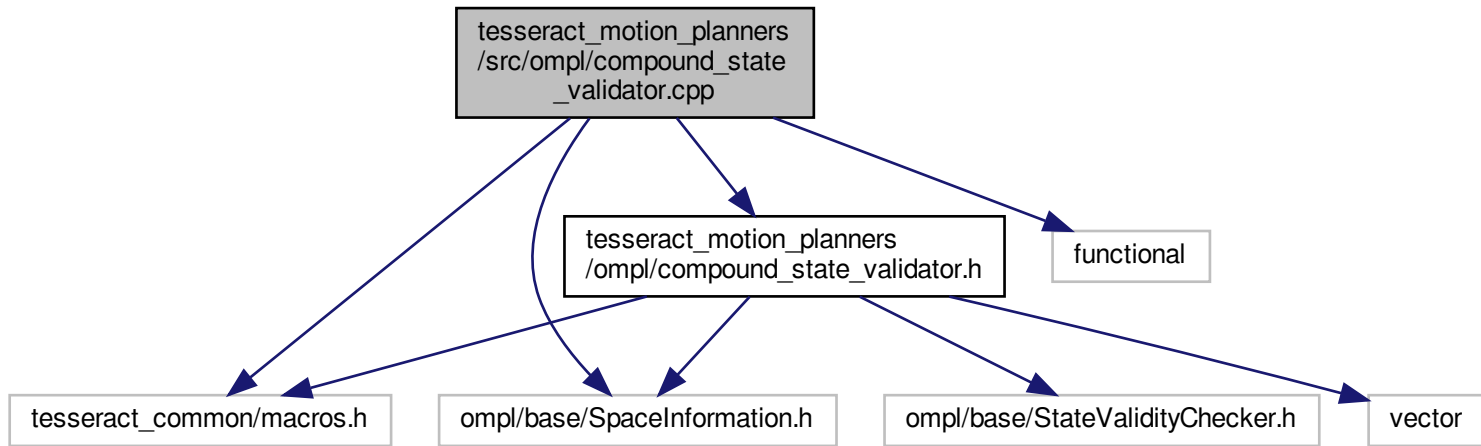 tesseract_motion_planners
/src/ompl/compound_state
_validator.cpp
tesseract_motion_planners
/ompl/compound_state_validator.h
functional
tesseract_common/macros.h
ompl/base/SpaceInformation.h
ompl/base/StateValidityChecker.h
vector